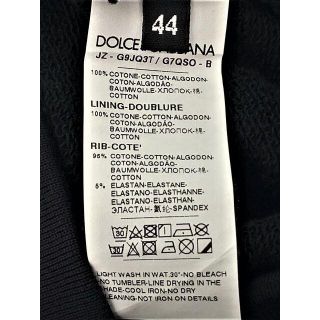 44
DOLCE & GABBANA
JZ - G9JQ3T / G7QSO - B
100% COTONE-COTTON-ALGODON-
COTON-ALGODÃO-
BAUMWOLLE-ХЛОПОК-棉-
COTTON
LINING-DOUBLURE
100% COTONE-COTTON-ALGODON-
COTON-ALGODÃO-
BAUMWOLLE-ХЛОПОК-棉-
COTTON
RIB-COTE'
COTONE-COTTON-ALGODON-
COTON-ALGODÃO-
BAUMWOLLE-ХЛОПОК-棉-
COTTON
ELASTAN-ELASTANE-
ELASTANO-ELASTHANNE-
ELASTANO-ELASTHAN-
ЭЛАСТАН-氨纶-SPANDEX
30
LIGHT WASH IN WAT.30°-NO BLEACH
-NO TUMBLER-LINE DRYING IN THE
SHADE-COOL IRON-NO DRY
CLEANING-NOT IRON ON DETAILS